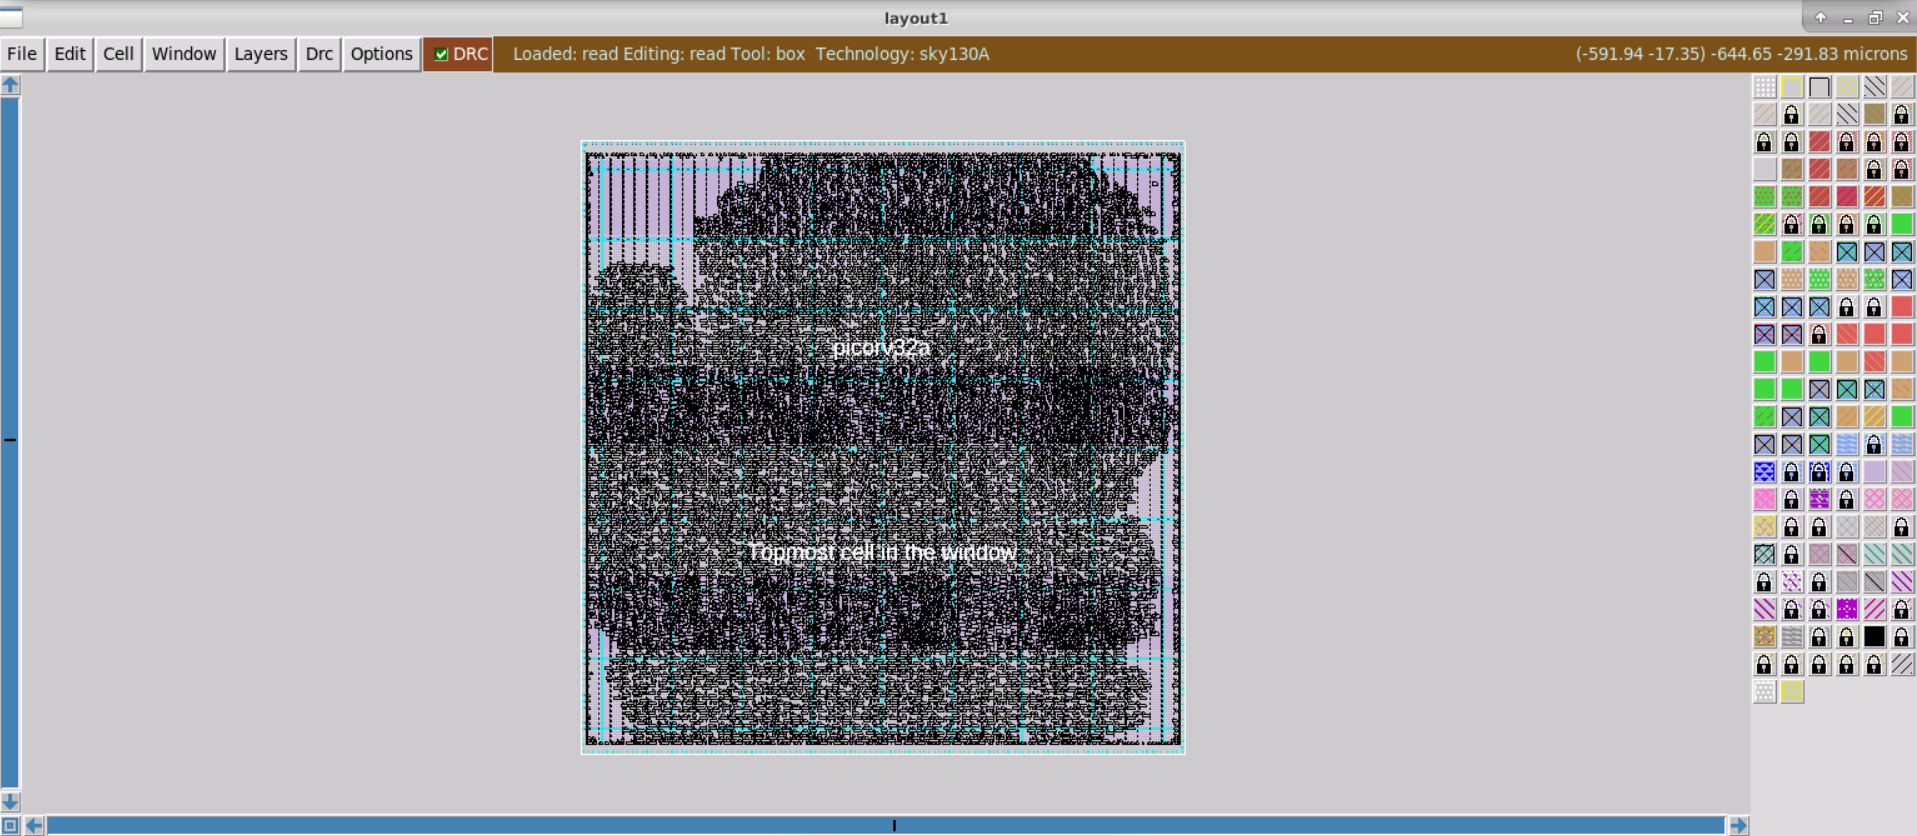 layout1
File Edit Cell Window Layers Drc Options DRC Loaded: read Editing: read Tool: box Technology: sky130A (-591.94 -17.35) -644.65 -291.83 microns
picorv32a
Topmost cell in the window